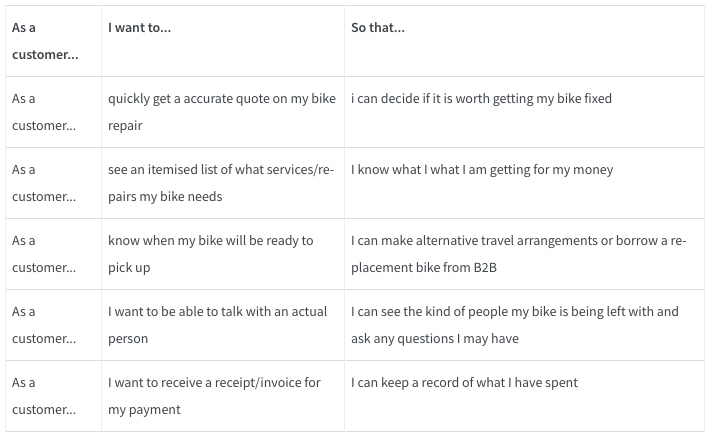 As a I want to... So that...
customer...
As a quickly get a accurate quote on my bike i can decide if it is worth getting my bike fixed
customer... repair
As a see an itemised list of what services/re- I know what I what I am getting for my money
customer... pairs my bike needs
As a know when my bike will be ready to I can make alternative travel arrangements or borrow a re-
customer... pick up placement bike from B2B
As a I want to be able to talk with an actual I can see the kind of people my bike is being left with and
customer... person ask any questions I may have
As a I want to receive a receipt/invoice for I can keep a record of what I have spent
customer... my payment